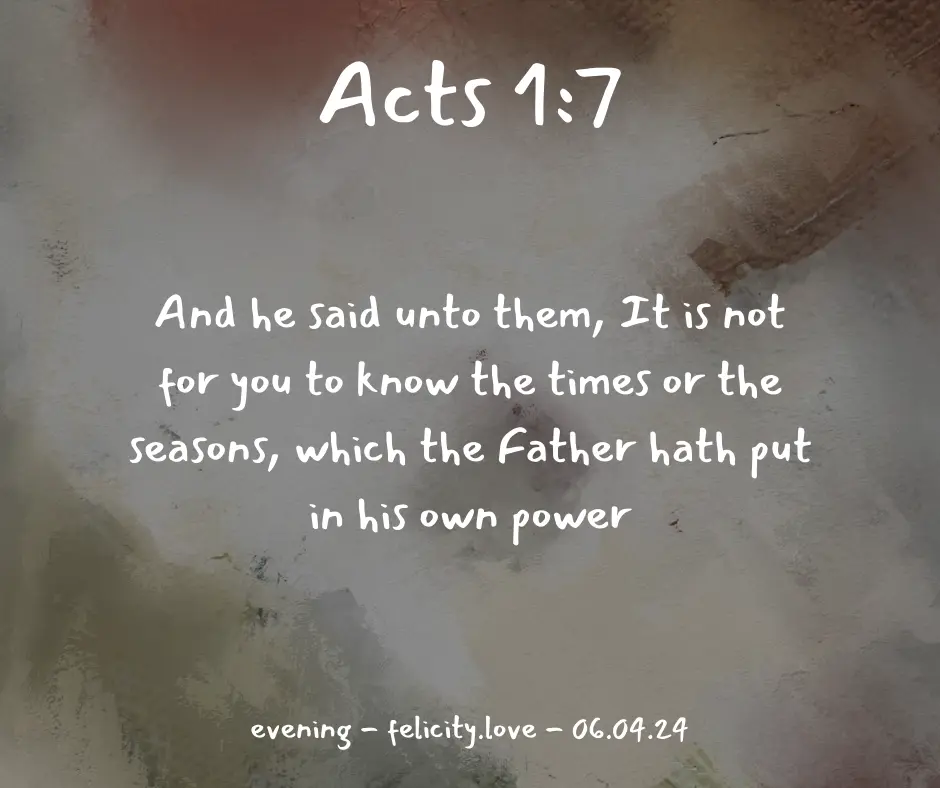 Acts 1:7
And he said unto them, It is not
for you to know the times or the
seasons, which the Father hath put
in his own power
evening - felicity.love - 06.04.24